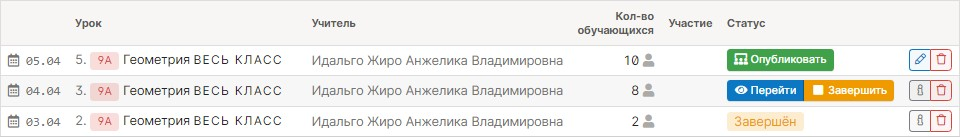 Урок Учитель Кол-во обучающихся Участие Статус
05.04 5. 9А Геометрия ВЕСЬ КЛАСС Идальго Жиро Анжелика Владимировна 10 Опубликовать
04.04 3. 9А Геометрия ВЕСЬ КЛАСС Идальго Жиро Анжелика Владимировна 8 Перейти Завершить
03.04 2. 9А Геометрия ВЕСЬ КЛАСС Идальго Жиро Анжелика Владимировна 2 Завершён